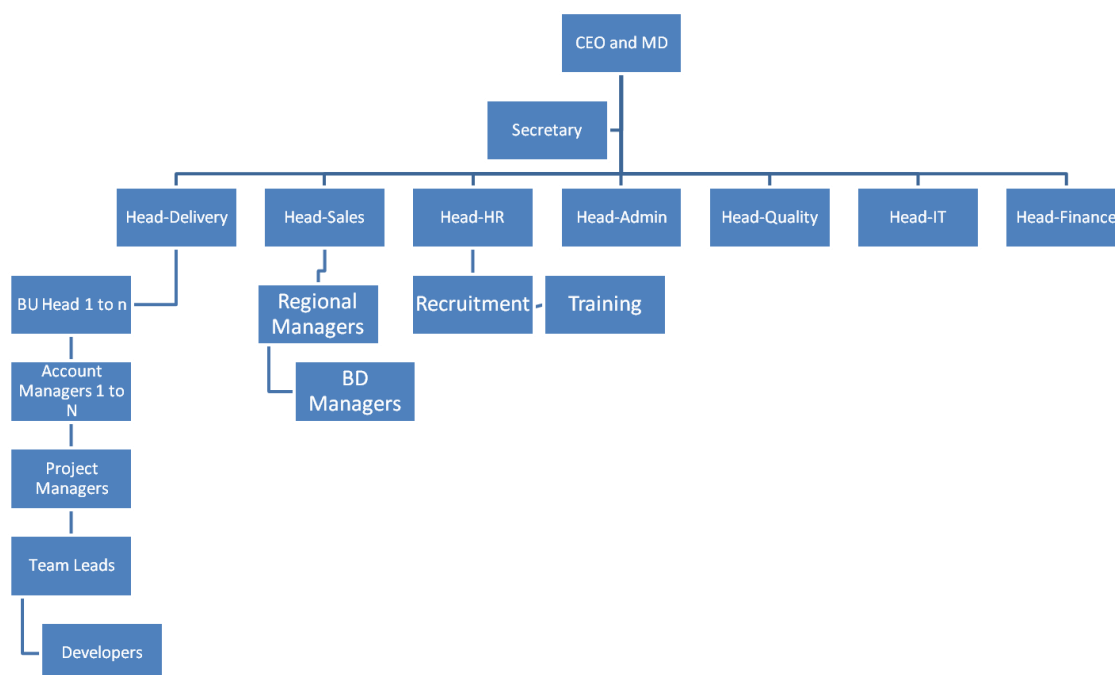 CEO and MD
Secretary
Head-Delivery
Head-Sales
Head-HR
Head-Admin
Head-Quality
Head-IT
Head-Finance
BU Head 1 to n
Regional
Managers
Recruitment
Training
Account
Managers 1 to
N
BD
Managers
Project
Managers
Team Leads
Developers